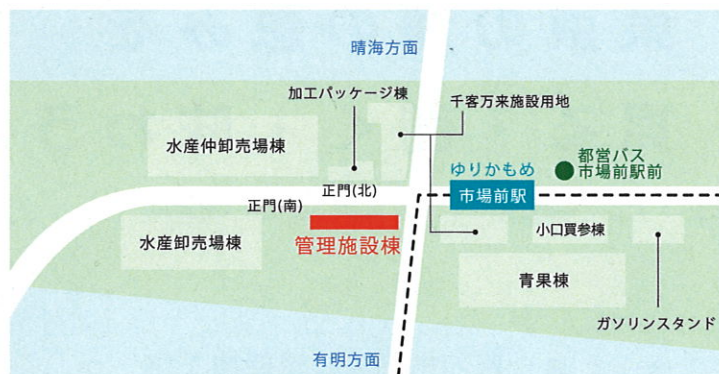 晴海方面
加工パッケージ棟
千客万来施設用地
水産仲卸売場棟
都営バス
市場前駅前
ゆりかもめ
市場前駅
正門(北)
正門(南)
水産卸売場棟
管理施設棟
小口買参棟
青果棟
ガソリンスタンド
有明方面